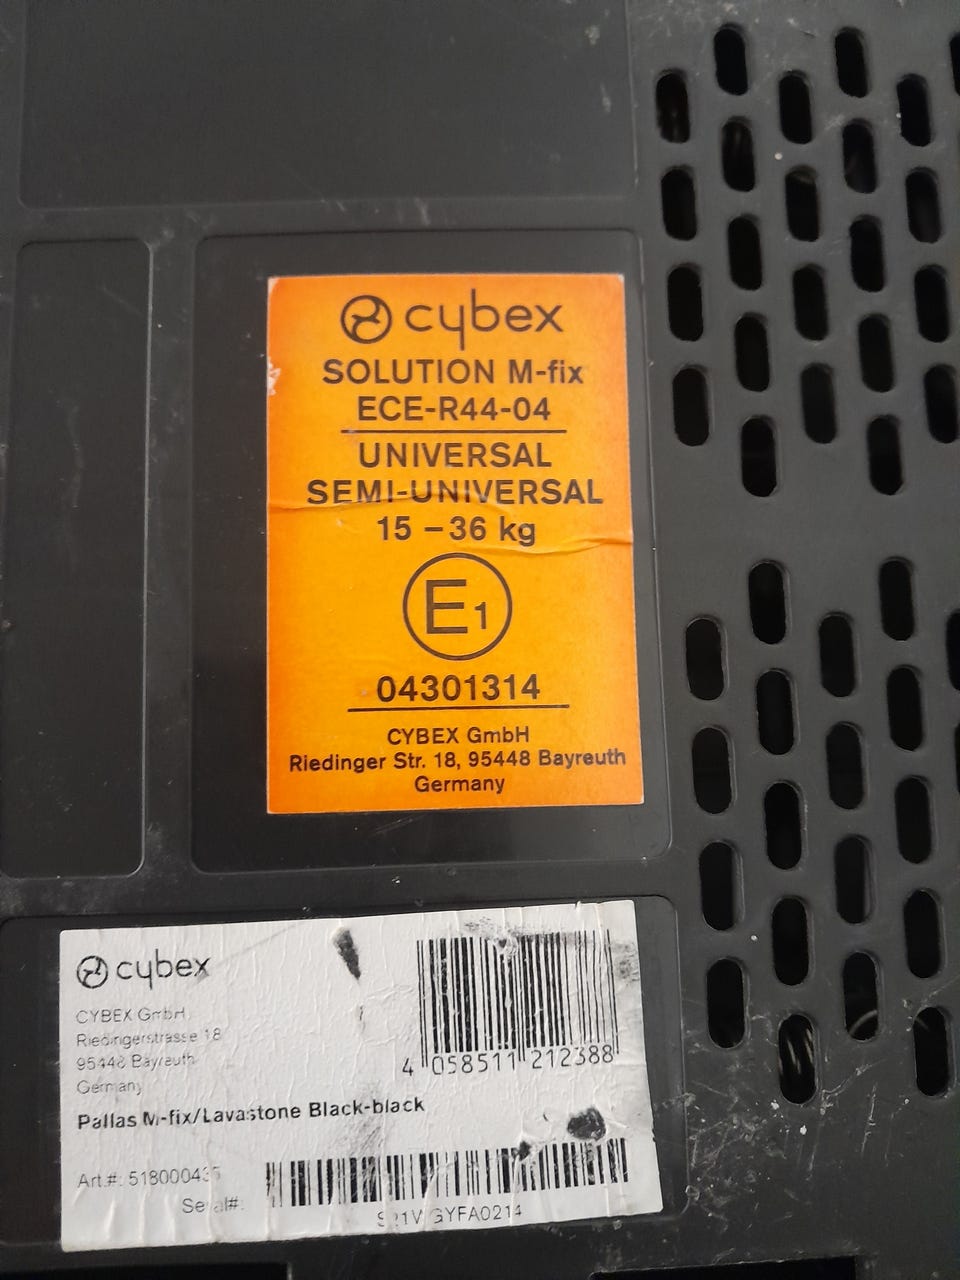 cybex
SOLUTION M-fix
ECE-R44-04
UNIVERSAL
SEMI-UNIVERSAL
15 – 36 kg
E1
04301314
CYBEX GmbH
Riedinger Str. 18, 95448 Bayreuth
Germany
cybex
CYBEX GmbH
Riedingerstrasse 18
95448 Bayreuth
Germany
Pallas M-fix/Lavastone Black-black
4 058511 212388
Art.#:
Serial#: